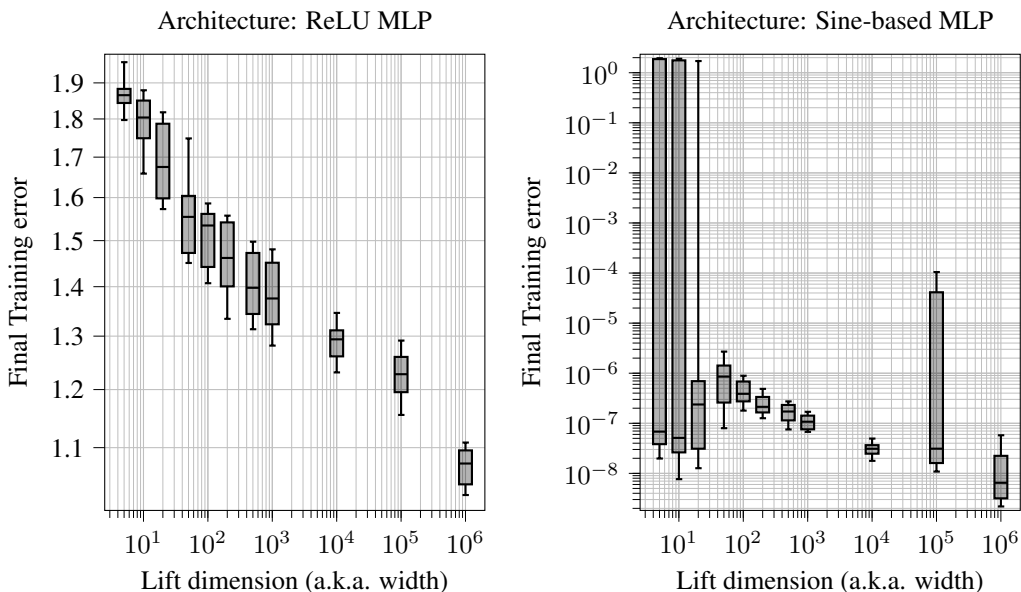 Architecture: ReLU MLP
1.9
1.8
1.7
1.6
1.5
1.4
1.3
1.2
1.1
Final Training error
10^1 10^2 10^3 10^4 10^5 10^6
Lift dimension (a.k.a. width)
Architecture: Sine-based MLP
10^0
10^−1
10^−2
10^−3
10^−4
10^−5
10^−6
10^−7
10^−8
Final Training error
10^1 10^2 10^3 10^4 10^5 10^6
Lift dimension (a.k.a. width)